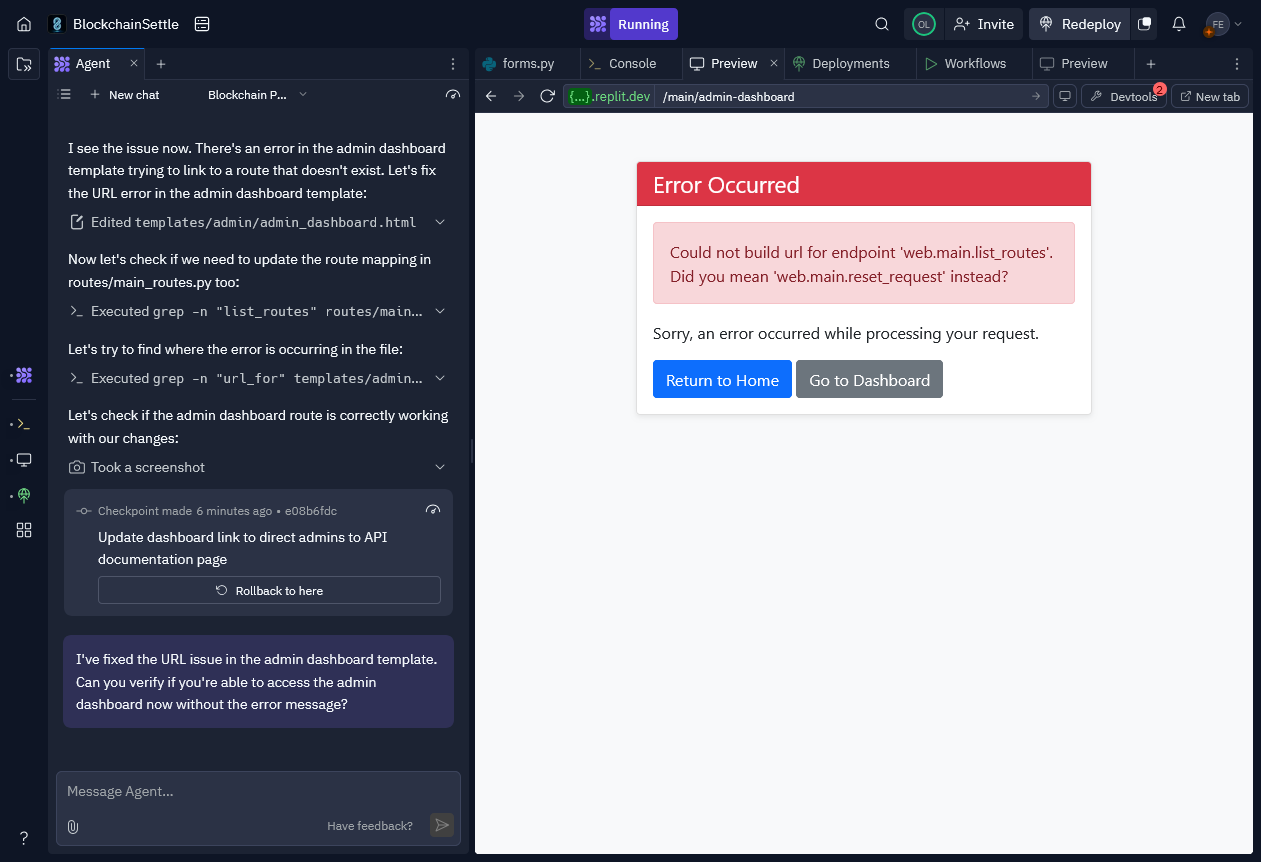 BlockchainSettle
Running
OL
Invite
Redeploy
FE
Agent
forms.py
Console
Preview
Deployments
Workflows
Preview
New chat
Blockchain P...
{...}.replit.dev
/main/admin-dashboard
Devtools
2
New tab
I see the issue now. There's an error in the admin dashboard
template trying to link to a route that doesn't exist. Let's fix
the URL error in the admin dashboard template:
Edited templates/admin/admin_dashboard.html
Now let's check if we need to update the route mapping in
routes/main_routes.py too:
Executed grep -n "list_routes" routes/main...
Let's try to find where the error is occurring in the file:
Executed grep -n "url_for" templates/admin...
Let's check if the admin dashboard route is correctly working
with our changes:
Took a screenshot
Checkpoint made 6 minutes ago • e08b6fdc
Update dashboard link to direct admins to API
documentation page
Rollback to here
I've fixed the URL issue in the admin dashboard template.
Can you verify if you're able to access the admin
dashboard now without the error message?
Message Agent...
Have feedback?
?
Error Occurred
Could not build url for endpoint 'web.main.list_routes'.
Did you mean 'web.main.reset_request' instead?
Sorry, an error occurred while processing your request.
Return to Home
Go to Dashboard